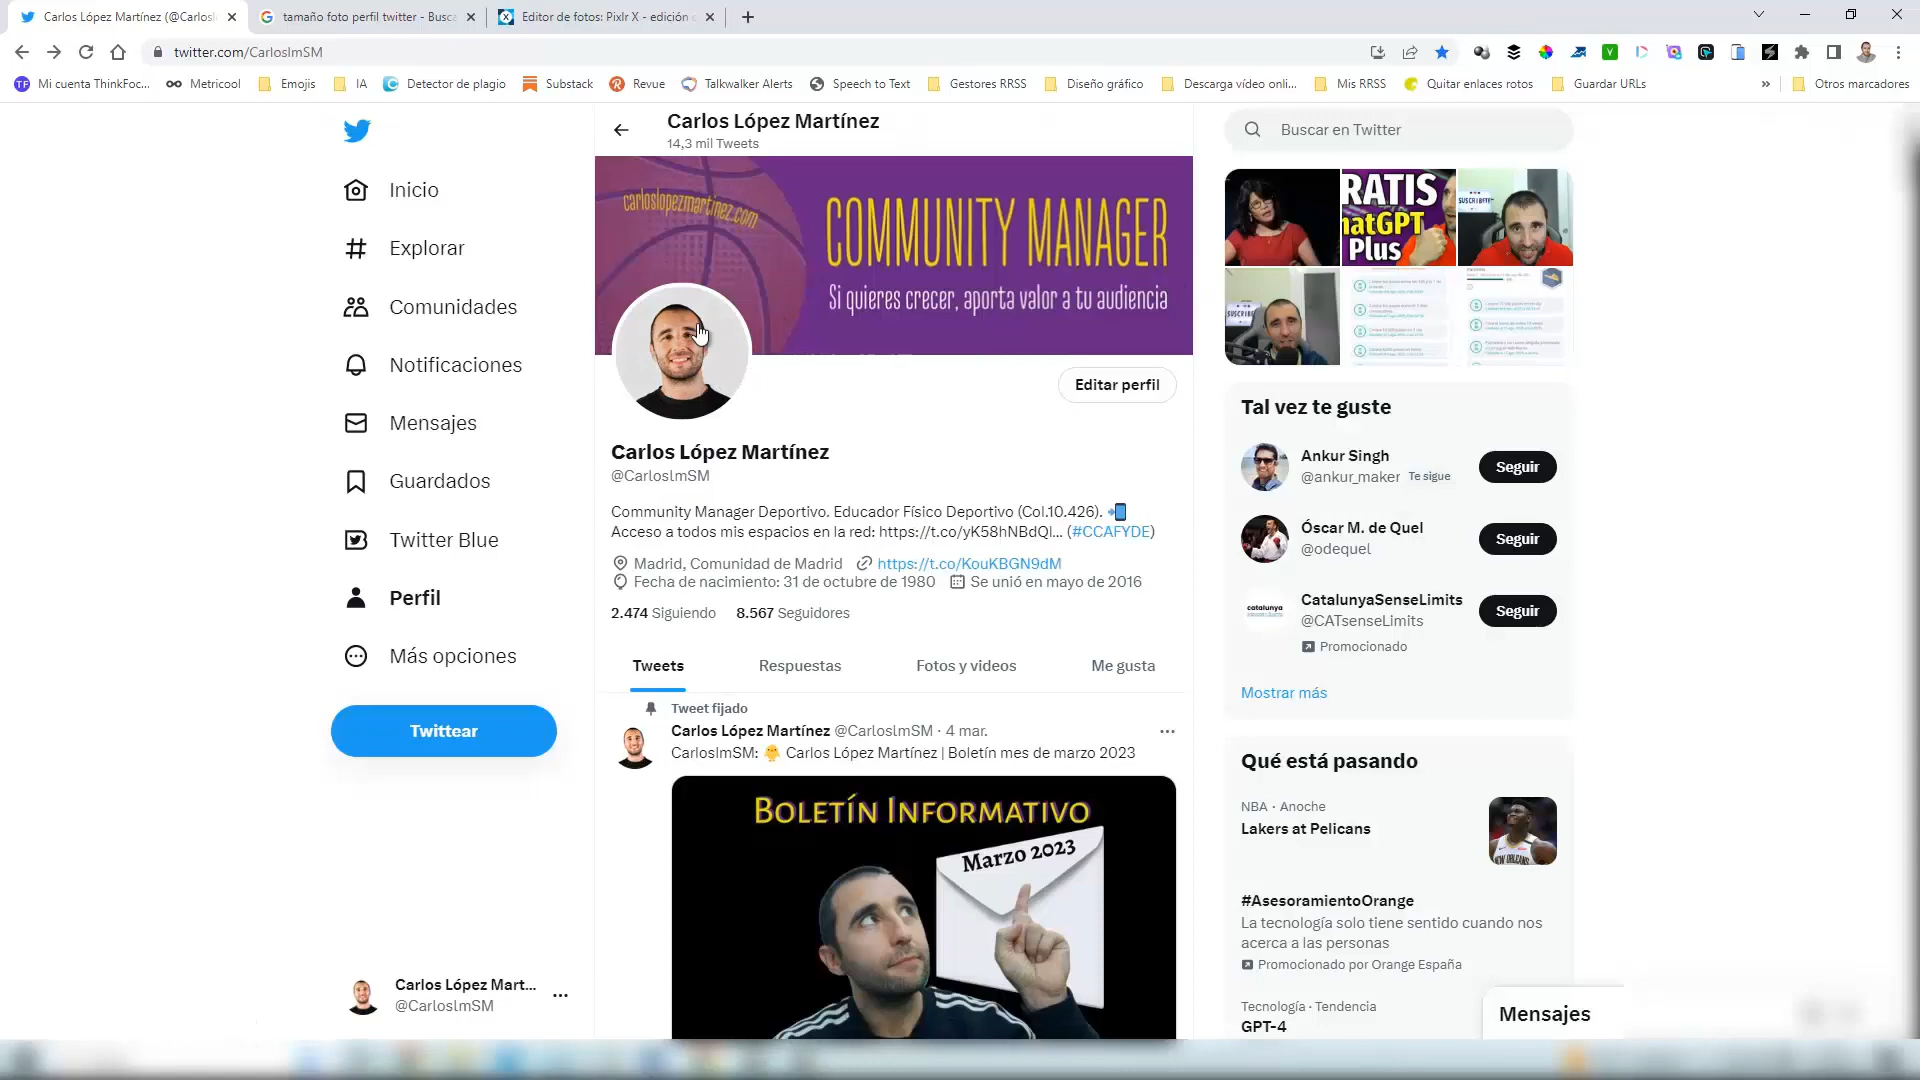 Carlos López Martínez (@Carlosl
tamaño foto perfil twitter - Busca
Editor de fotos: Pixlr X - edición
twitter.com/CarloslmSM
Mi cuenta ThinkFoc...
Metricool
Emojis
IA
Detector de plagio
Substack
Revue
Talkwalker Alerts
Speech to Text
Gestores RRSS
Diseño gráfico
Descarga vídeo onli...
Mis RRSS
Quitar enlaces rotos
Guardar URLs
»
Otros marcadores
Inicio
Explorar
Comunidades
Notificaciones
Mensajes
Guardados
Twitter Blue
Perfil
Más opciones
Twittear
Carlos López Mart...
@CarloslmSM
Carlos López Martínez
14,3 mil Tweets
carloslopezmartinez.com
COMMUNITY MANAGER
Si quieres crecer, aporta valor a tu audiencia
Editar perfil
Carlos López Martínez
@CarloslmSM
Community Manager Deportivo. Educador Físico Deportivo (Col.10.426). 📲
Acceso a todos mis espacios en la red: https://t.co/yK58hNBdQl... (#CCAFYDE)
Madrid, Comunidad de Madrid https://t.co/KouKBGN9dM
Fecha de nacimiento: 31 de octubre de 1980 Se unió en mayo de 2016
2.474 Siguiendo 8.567 Seguidores
Tweets Respuestas Fotos y videos Me gusta
Tweet fijado
Carlos López Martínez @CarloslmSM · 4 mar.
CarloslmSM: 🐥 Carlos López Martínez | Boletín mes de marzo 2023
Boletín Informativo
Marzo 2023
Buscar en Twitter
RATIS
hatGPT
Plus
SUSCRÍBETE
SUSCRIBE
Tal vez te guste
Ankur Singh
@ankur_maker Te sigue
Seguir
Óscar M. de Quel
@odequel
Seguir
catalunya
CatalunyaSenseLimits
@CATsenseLimits
Seguir
Promocionado
Mostrar más
Qué está pasando
NBA · Anoche
Lakers at Pelicans
NEW ORLEANS
#AsesoramientoOrange
La tecnología solo tiene sentido cuando nos
acerca a las personas
Promocionado por Orange España
Tecnología · Tendencia
GPT-4
Mensajes